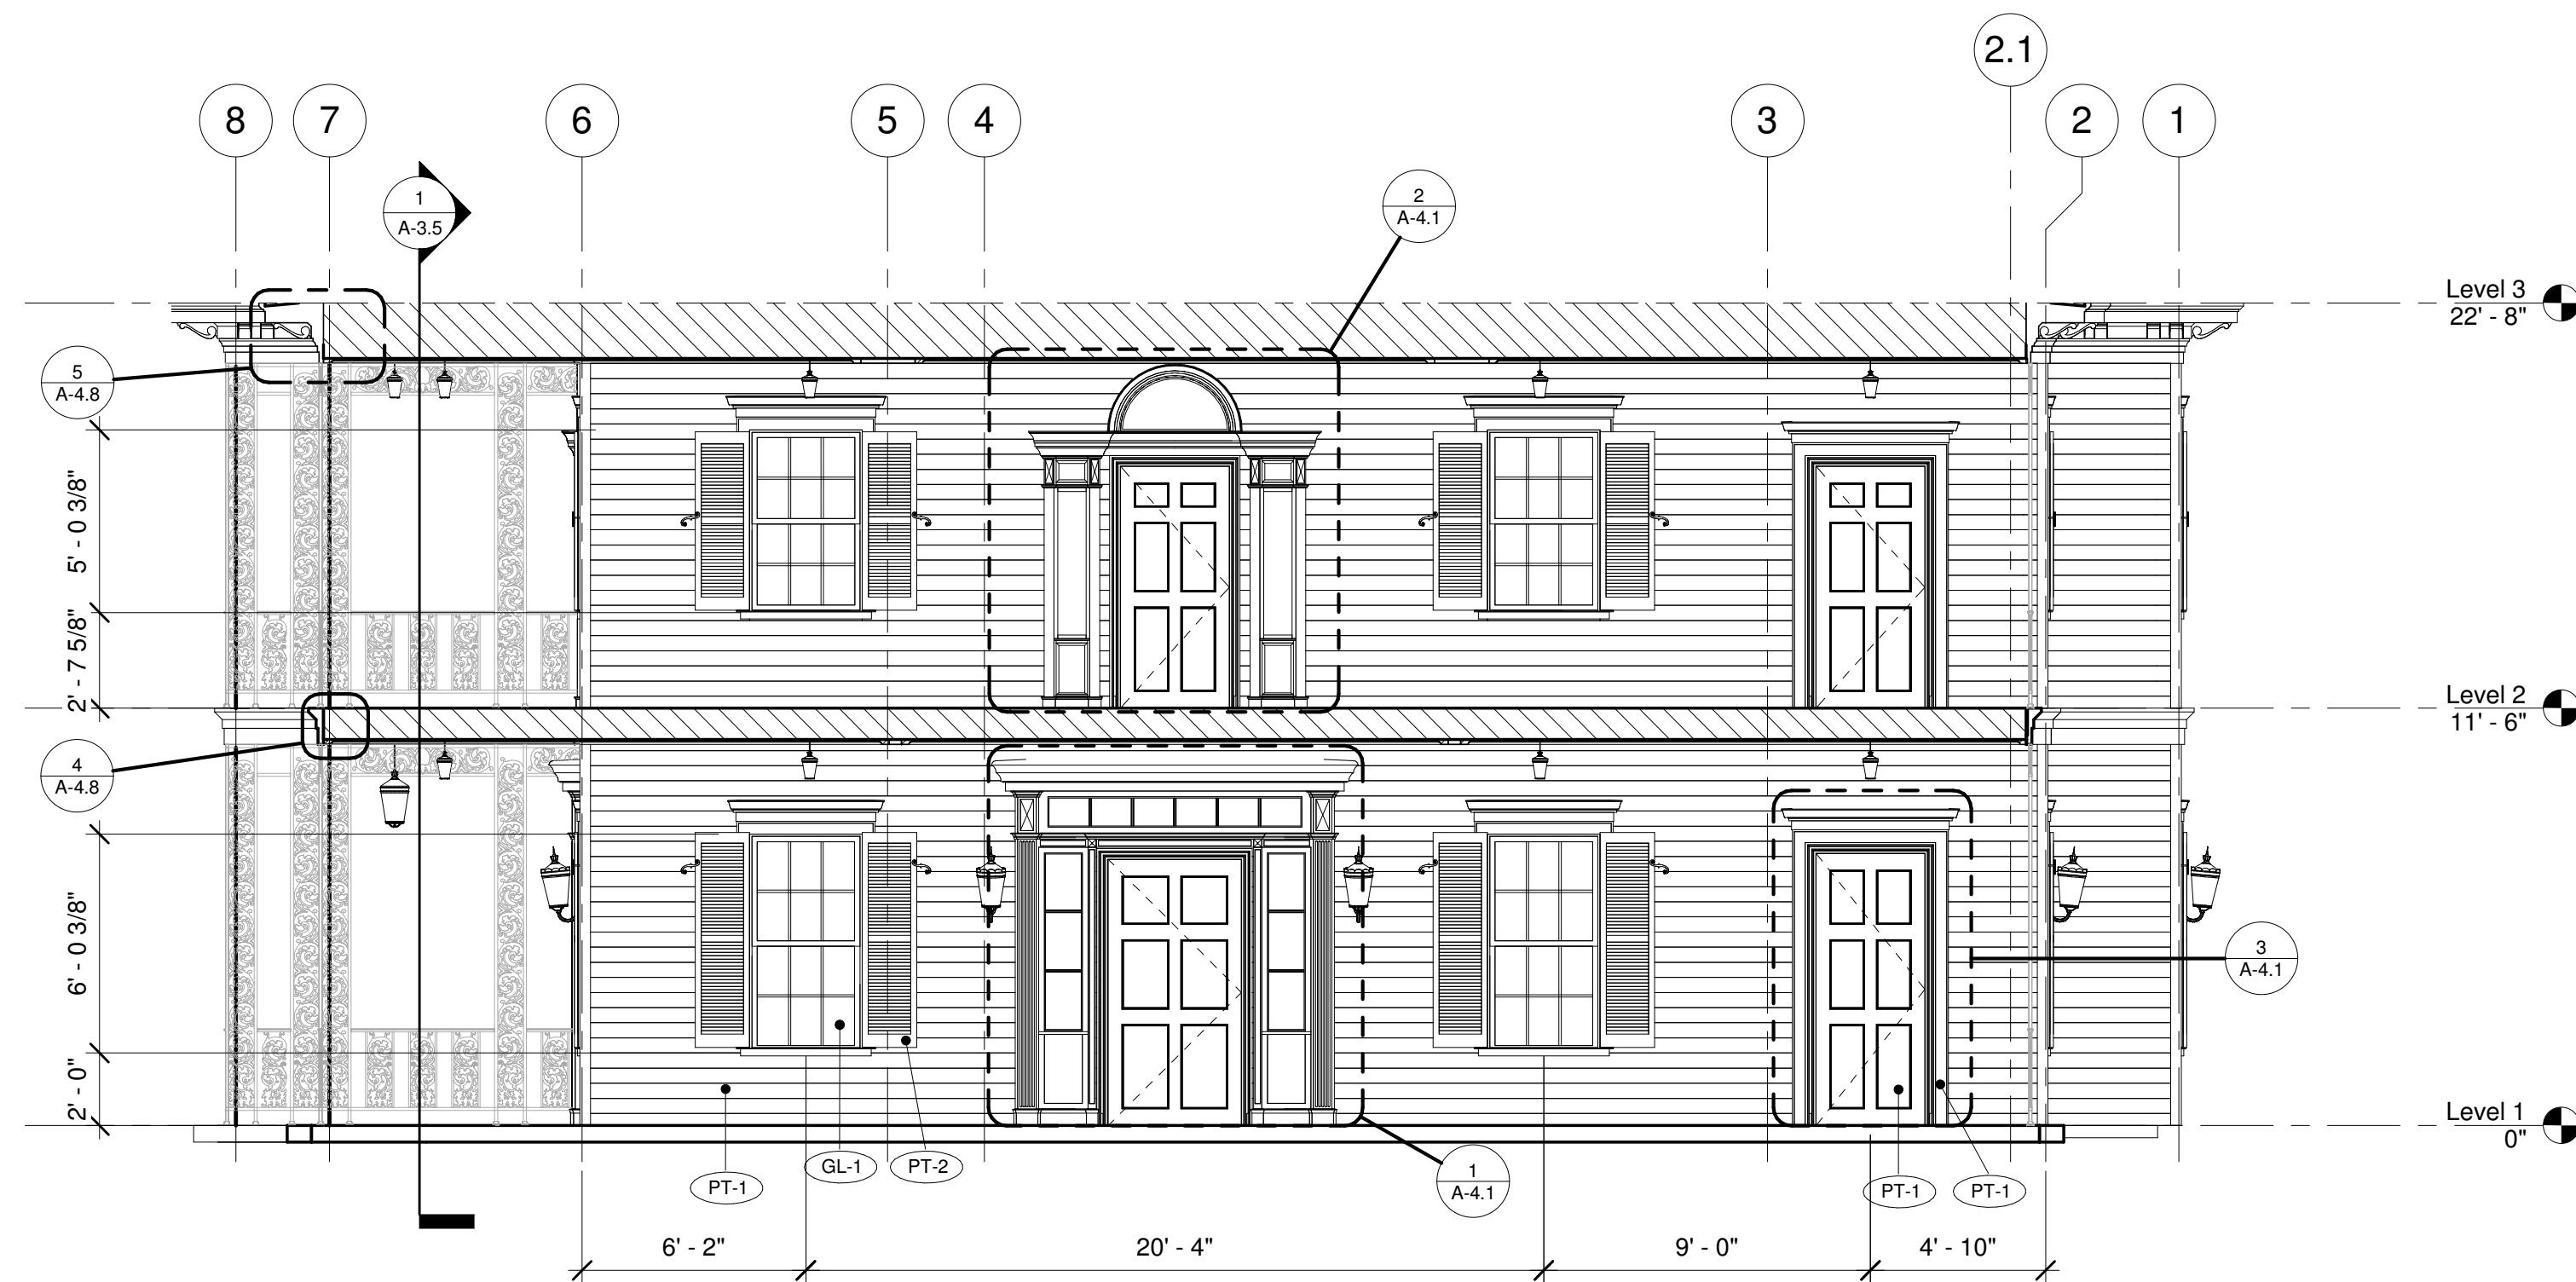 2.1
8
7
6
5
4
3
2
1
1
A-3.5
2
A-4.1
Level 3
22' - 8"
5
A-4.8
5' - 0 3/8"
2' - 7 5/8"
Level 2
11' - 6"
4
A-4.8
6' - 0 3/8"
3
A-4.1
2' - 0"
Level 1
0"
PT-1
GL-1
PT-2
1
A-4.1
PT-1
PT-1
6' - 2"
20' - 4"
9' - 0"
4' - 10"